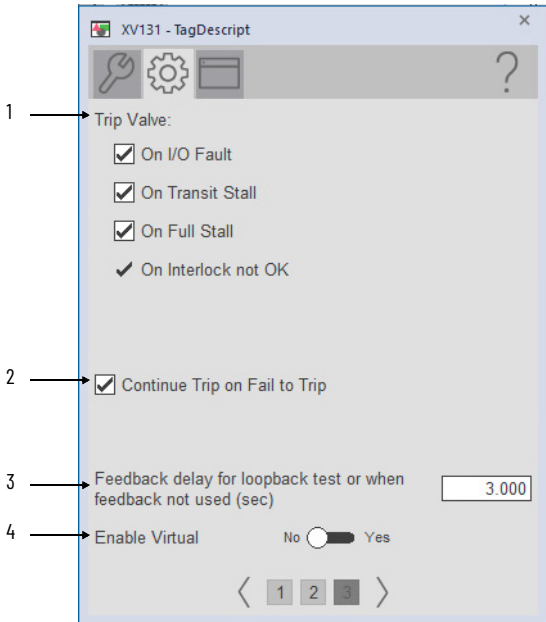 XV131 - TagDescript
×
?
1
Trip Valve:
On I/O Fault
On Transit Stall
On Full Stall
On Interlock not OK
2
Continue Trip on Fail to Trip
3
Feedback delay for loopback test or when
feedback not used (sec)
3.000
4
Enable Virtual
No
Yes
1 2 3